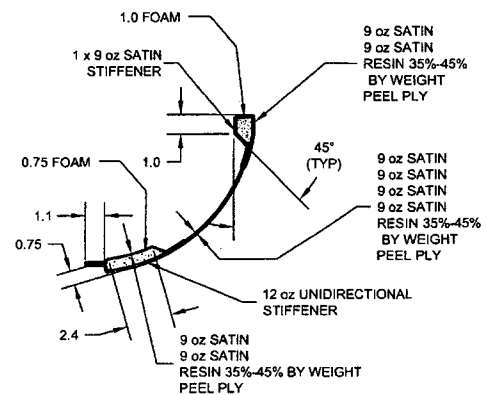 1.0 FOAM
1 x 9 oz SATIN
STIFFENER
9 oz SATIN
9 oz SATIN
RESIN 35%-45%
BY WEIGHT
PEEL PLY
0.75 FOAM
1.0
45°
(TYP)
9 oz SATIN
9 oz SATIN
9 oz SATIN
9 oz SATIN
RESIN 35%-45%
BY WEIGHT
PEEL PLY
1.1
0.75
12 oz UNIDIRECTIONAL
STIFFENER
2.4
9 oz SATIN
9 oz SATIN
RESIN 35%-45% BY WEIGHT
PEEL PLY